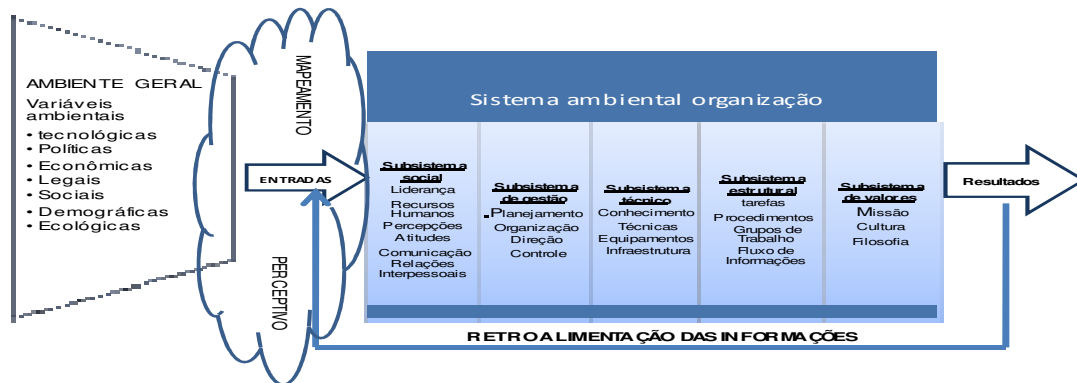 AMBIENTE GERAL
Variáveis
ambientais
• tecnológicas
• Políticas
• Econômicas
• Legais
• Sociais
• Demográficas
• Ecológicas
MAPEAMENTO
PERCEPTIVO
ENTRADAS
Sistema ambiental organização
Subsistema
social
Liderança
Recursos
Humanos
Percepções
Atitudes
Comunicação
Relações
Interpessoais
Subsistema
de gestão
Planejamento
Organização
Direção
Controle
Subsistema
técnico
Conhecimento
Técnicas
Equipamentos
Infraestrutura
Subsistema
estrutural
tarefas
Procedimentos
Grupos de
Trabalho
Fluxo de
Informações
Subsistema
de valores
Missão
Cultura
Filosofia
Resultados
RETROALIMENTAÇÃO DAS INFORMAÇÕES